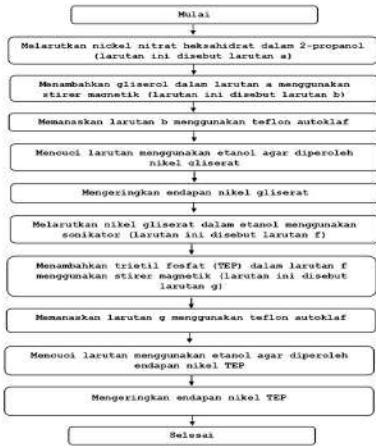 Mulai
Melarutkan nickel nitrat heksahidrat dalam 2-propanol
(larutan ini disebut larutan a)
Menambahkan gliserol dalam larutan a menggunakan
stirer magnetik (larutan ini disebut larutan b)
Memanaskan larutan b menggunakan teflon autoklaf
Mencuci larutan menggunakan etanol agar diperoleh
nikel gliserat
Mengeringkan endapan nikel gliserat
Melarutkan nikel gliserat dalam etanol menggunakan
sonikator (larutan ini disebut larutan f)
Menambahkan trietil fosfat (TEP) dalam larutan f
menggunakan stirer magnetik (larutan ini disebut
larutan g)
Memanaskan larutan g menggunakan teflon autoklaf
Mencuci larutan menggunakan etanol agar diperoleh
endapan nikel TEP
Mengeringkan endapan nikel TEP
Selesai